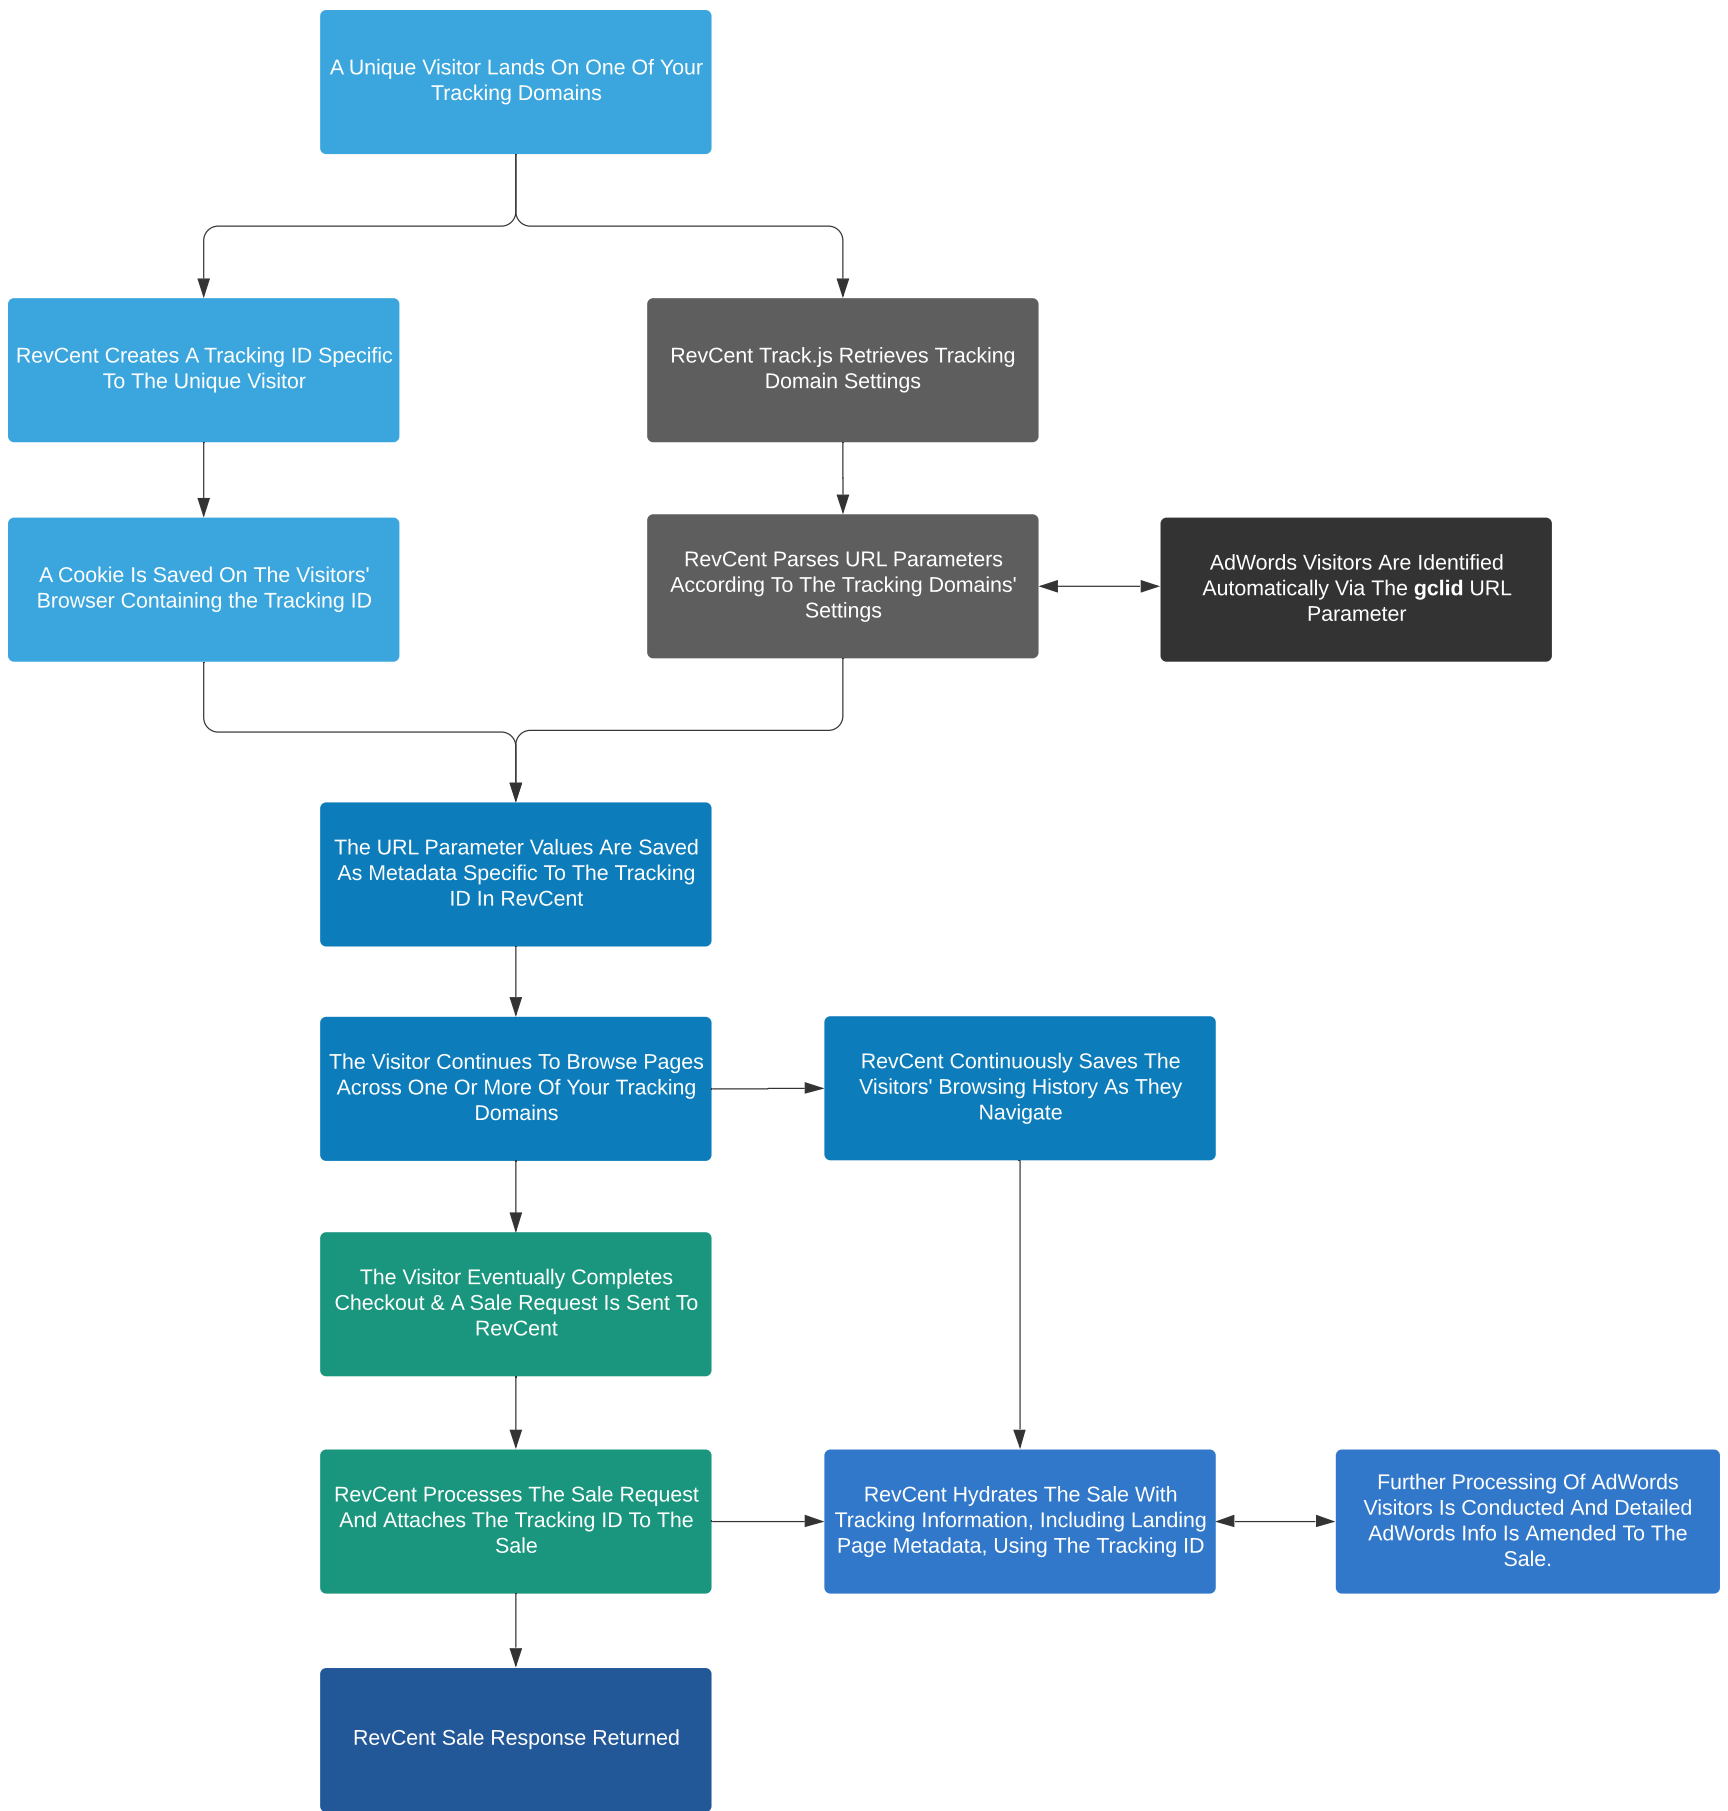 A Unique Visitor Lands On One Of Your
Tracking Domains
RevCent Creates A Tracking ID Specific
To The Unique Visitor
RevCent Track.js Retrieves Tracking
Domain Settings
A Cookie Is Saved On The Visitors'
Browser Containing the Tracking ID
RevCent Parses URL Parameters
According To The Tracking Domains'
Settings
AdWords Visitors Are Identified
Automatically Via The gclid URL
Parameter
The URL Parameter Values Are Saved
As Metadata Specific To The Tracking
ID In RevCent
The Visitor Continues To Browse Pages
Across One Or More Of Your Tracking
Domains
RevCent Continuously Saves The
Visitors' Browsing History As They
Navigate
The Visitor Eventually Completes
Checkout & A Sale Request Is Sent To
RevCent
RevCent Processes The Sale Request
And Attaches The Tracking ID To The
Sale
RevCent Hydrates The Sale With
Tracking Information, Including Landing
Page Metadata, Using The Tracking ID
Further Processing Of AdWords
Visitors Is Conducted And Detailed
AdWords Info Is Amended To The
Sale.
RevCent Sale Response Returned